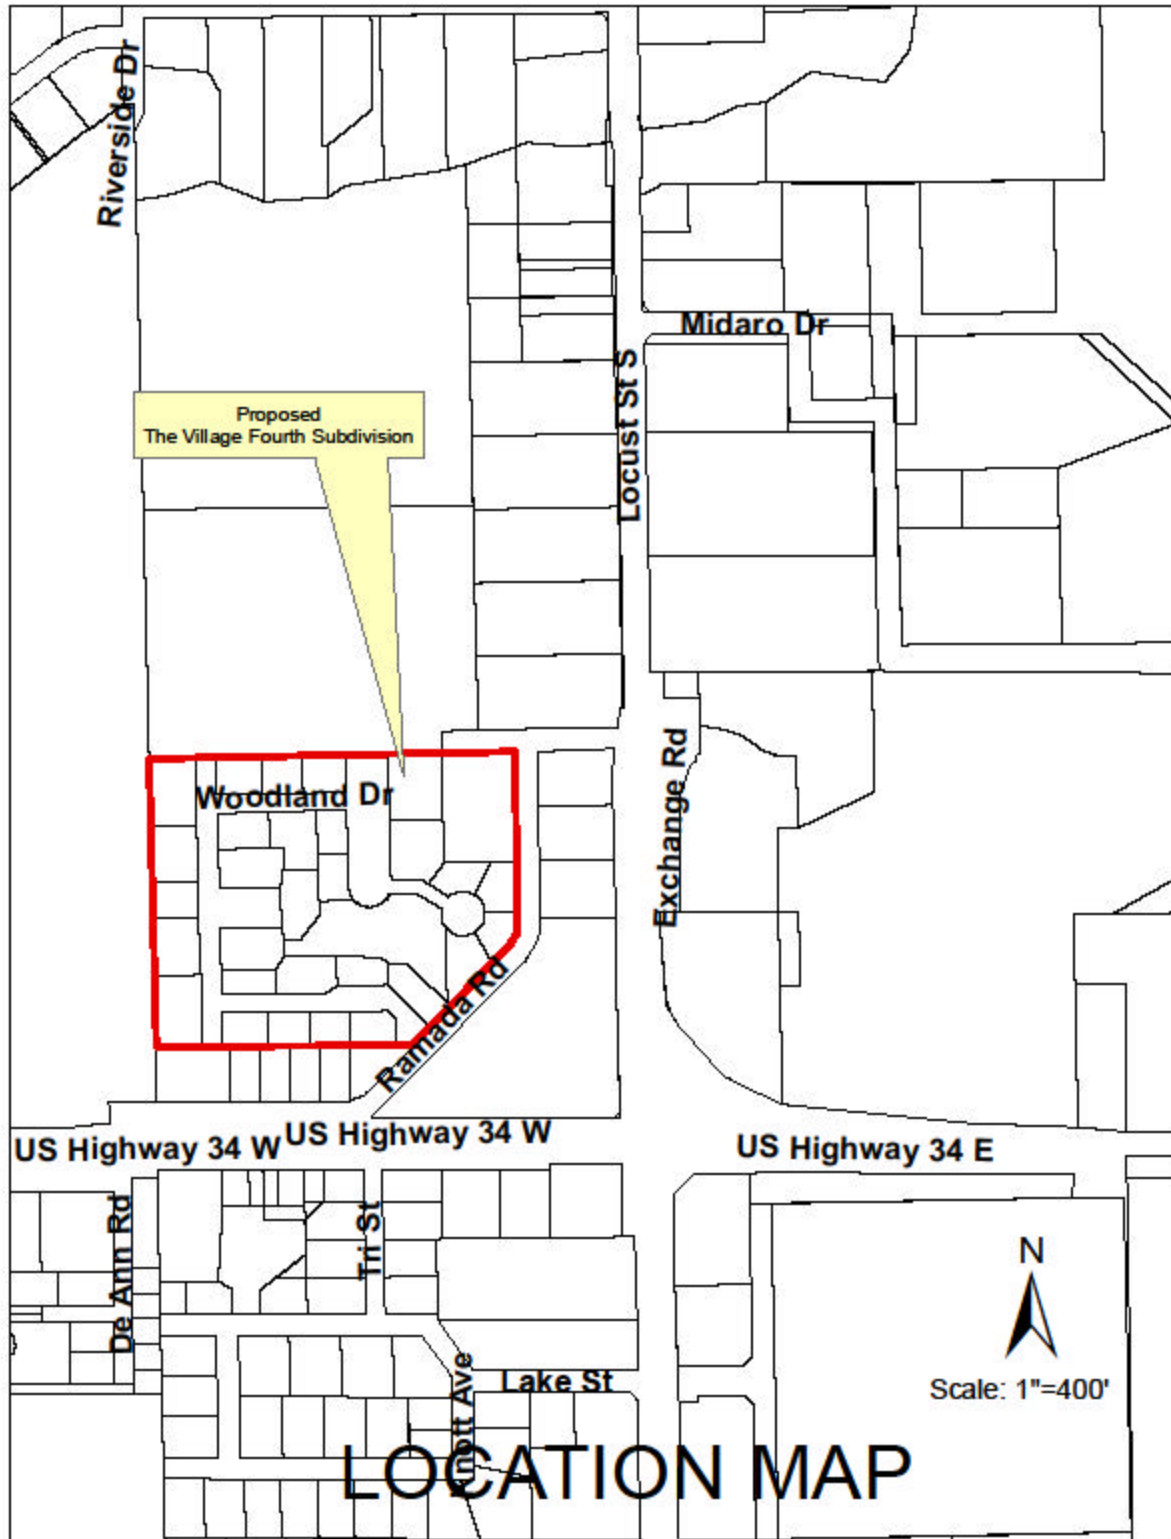 Riverside Dr
Midaro Dr
Locust St S
Proposed
The Village Fourth Subdivision
Woodland Dr
Exchange Rd
Ramada Rd
US Highway 34 W
US Highway 34 W
US Highway 34 E
De Ann Rd
Tri St
N
Scale: 1"=400'
Lake St
Knott Ave
LOCATION MAP